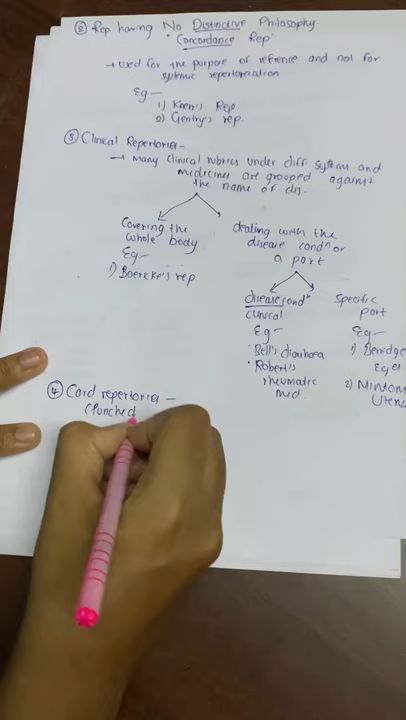 ② Rep having No Distinctive Philosophy.
"Concordance Rep"
→ used for the purpose of refrence and not for
systmic repertorisation
Eg —
1) Knerr's Rep
2) Gentry's rep.
③ Clinical Repertories -
→ Many clinical rubrics under diff systems and
medicines are grouped against
the name of dis.
Covering the
whole body
Eg -
1) Boericke's rep
dealing with the
disease condn or
a part
disease condn
Clinical
Eg -
• Bell's diarrhoea
• Robert's
rheumatic
med.
Specific
part
Eg -
1) Berridge
Eyes
2) Mintons
Uterus
④ Card repertories -
(Punched